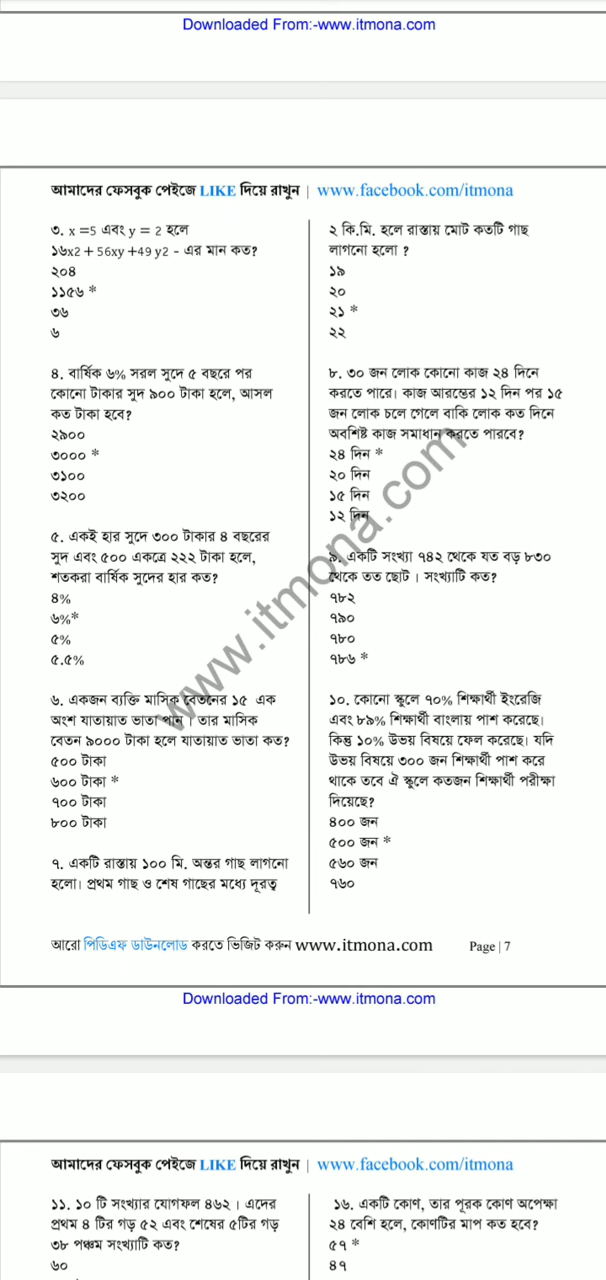 Downloaded From:-www.itmona.com
আমাদের ফেসবুক পেইজে LIKE দিয়ে রাখুন | www.facebook.com/itmona
৩. x =5 এবং y = 2 হলে
১৬x2 + 56xy +49 y2 - এর মান কত?
২০৪
১১৫৬ *
৩৬
৬
৪. বার্ষিক ৬% সরল সুদে ৫ বছরে পর
কোনো টাকার সুদ ৯০০ টাকা হলে, আসল
কত টাকা হবে?
২৯০০
৩০০০ *
৩১০০
৩২০০
৫. একই হার সুদে ৩০০ টাকার ৪ বছরের
সুদ এবং ৫০০ একত্রে ২২২ টাকা হলে,
শতকরা বার্ষিক সুদের হার কত?
৪%
৬%*
৫%
৫.৫%
৬. একজন ব্যক্তি মাসিক বেতনের ১৫ এক
অংশ যাতায়াত ভাতা পান । তার মাসিক
বেতন ৯০০০ টাকা হলে যাতায়াত ভাতা কত?
৫০০ টাকা
৬০০ টাকা *
৭০০ টাকা
৮০০ টাকা
৭. একটি রাস্তায় ১০০ মি. অন্তর গাছ লাগনো
হলো। প্রথম গাছ ও শেষ গাছের মধ্যে দূরত্ব
২ কি.মি. হলে রাস্তায় মোট কতটি গাছ
লাগনো হলো ?
১৯
২০
২১ *
২২
৮. ৩০ জন লোক কোনো কাজ ২৪ দিনে
করতে পারে। কাজ আরম্ভের ১২ দিন পর ১৫
জন লোক চলে গেলে বাকি লোক কত দিনে
অবশিষ্ট কাজ সমাধান করতে পারবে?
২৪ দিন *
২০ দিন
১৫ দিন
১২ দিন
৯. একটি সংখ্যা ৭৪২ থেকে যত বড় ৮৩০
থেকে তত ছোট । সংখ্যাটি কত?
৭৮২
৭৯০
৭৮০
৭৮৬ *
১০. কোনো স্কুলে ৭০% শিক্ষার্থী ইংরেজি
এবং ৮৯% শিক্ষার্থী বাংলায় পাশ করেছে।
কিন্তু ১০% উভয় বিষয়ে ফেল করেছে। যদি
উভয় বিষয়ে ৩০০ জন শিক্ষার্থী পাশ করে
থাকে তবে ঐ স্কুলে কতজন শিক্ষার্থী পরীক্ষা
দিয়েছে?
৪০০ জন
৫০০ জন *
৫৬০ জন
৭৬০
www.itmona.com
আরো পিডিএফ ডাউনলোড করতে ভিজিট করুন www.itmona.com Page | 7
Downloaded From:-www.itmona.com
আমাদের ফেসবুক পেইজে LIKE দিয়ে রাখুন | www.facebook.com/itmona
১১. ১০ টি সংখ্যার যোগফল ৪৬২ । এদের
প্রথম ৪ টির গড় ৫২ এবং শেষের ৫টির গড়
৩৮ পঞ্চম সংখ্যাটি কত?
৬০
১৬. একটি কোণ, তার পূরক কোণ অপেক্ষা
২৪ বেশি হলে, কোণটির মাপ কত হবে?
৫৭ *
৪৭